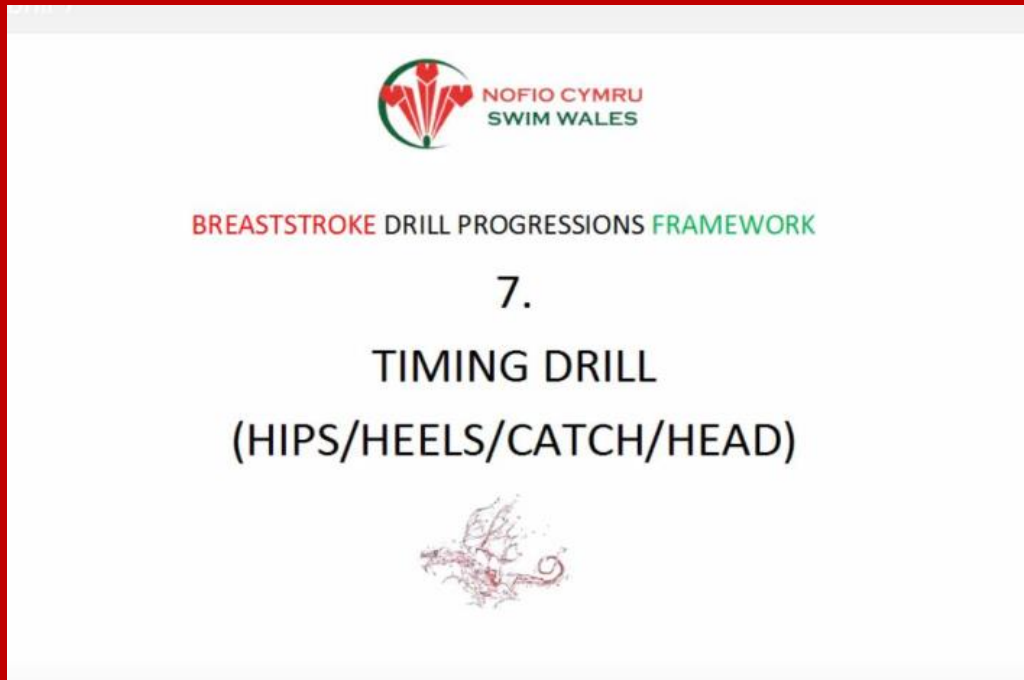 NOFIO CYMRU
SWIM WALES
BREASTSTROKE DRILL PROGRESSIONS FRAMEWORK
7.
TIMING DRILL
(HIPS/HEELS/CATCH/HEAD)